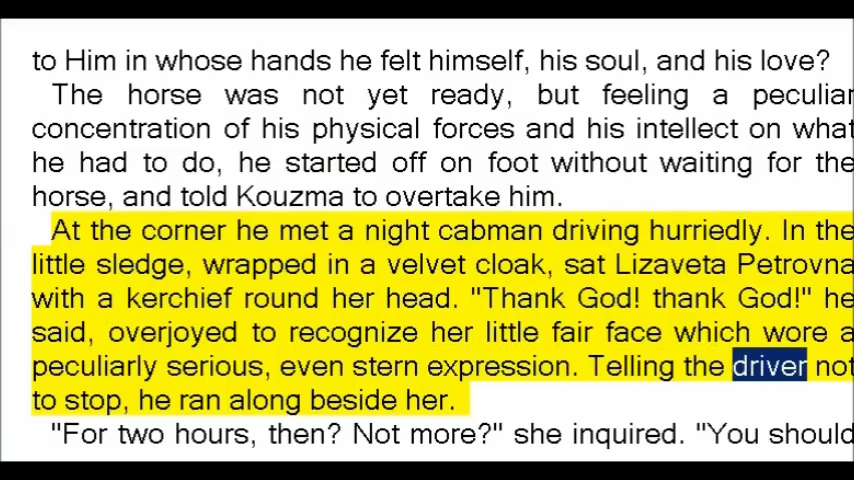 to Him in whose hands he felt himself, his soul, and his love?
The horse was not yet ready, but feeling a peculiar
concentration of his physical forces and his intellect on what
he had to do, he started off on foot without waiting for the
horse, and told Kouzma to overtake him.
At the corner he met a night cabman driving hurriedly. In the
little sledge, wrapped in a velvet cloak, sat Lizaveta Petrovna
with a kerchief round her head. "Thank God! thank God!" he
said, overjoyed to recognize her little fair face which wore a
peculiarly serious, even stern expression. Telling the driver not
to stop, he ran along beside her.
"For two hours, then? Not more?" she inquired. "You should